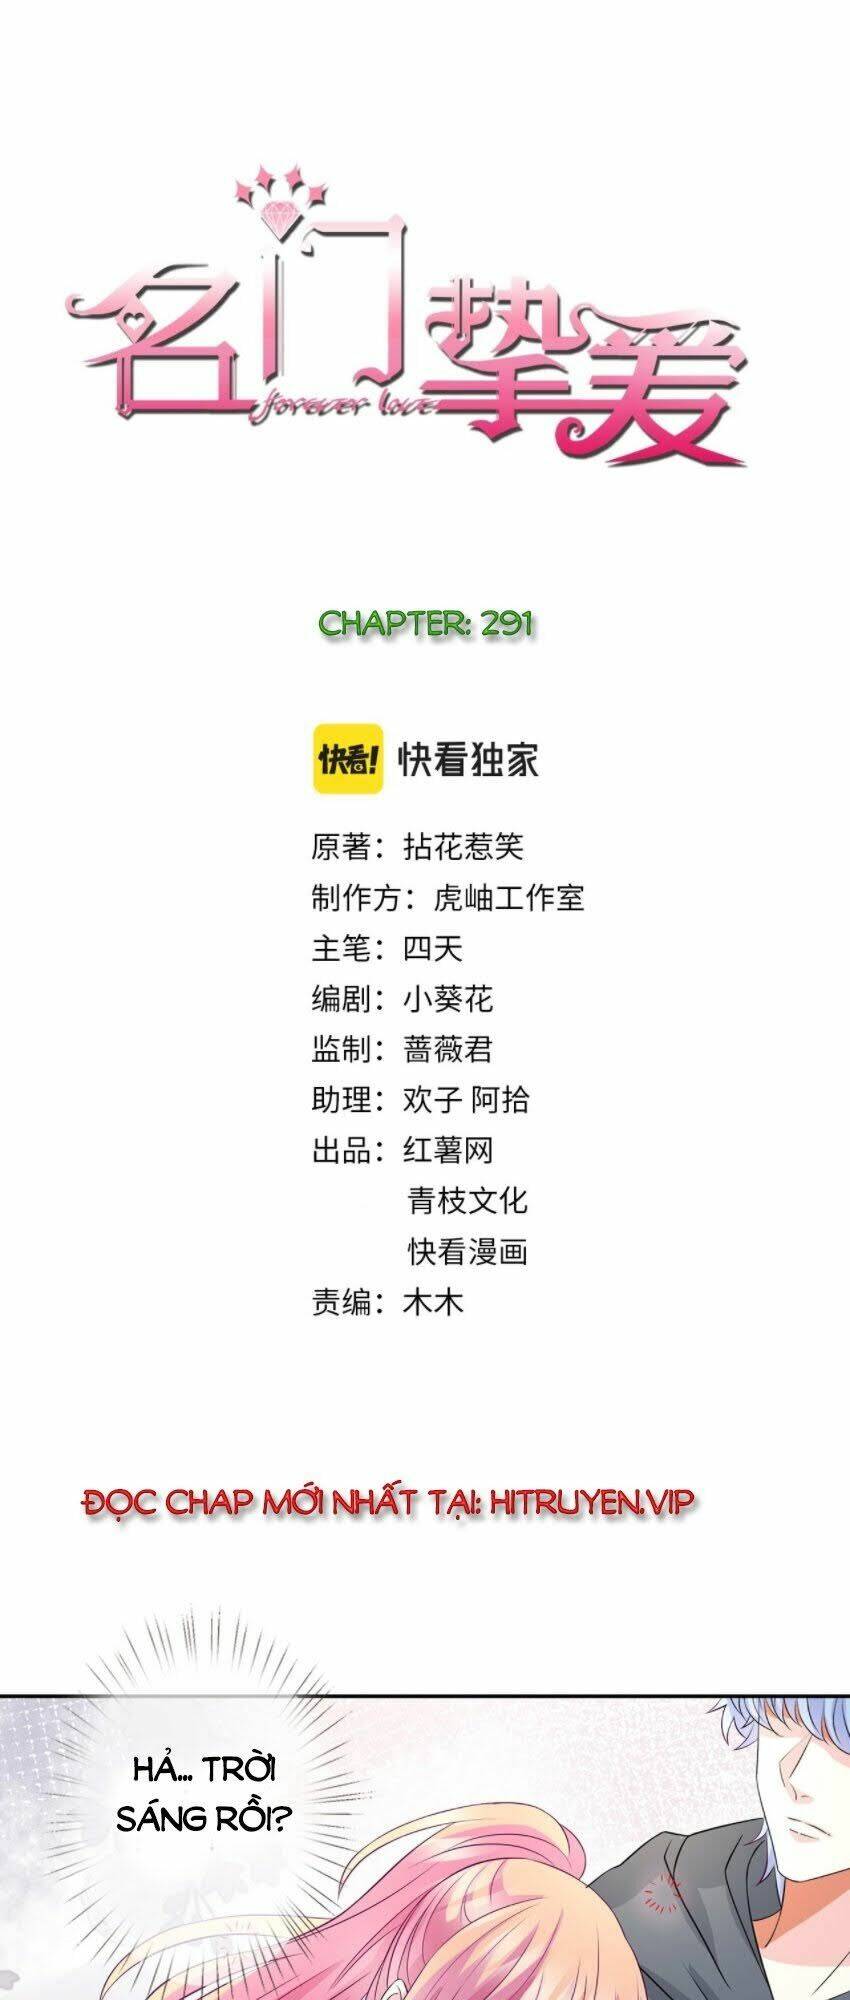 名门挚爱
forever love
CHAPTER: 291
快看! 快看独家
原著：拈花惹笑
制作方：虎岫工作室
主笔：四天
编剧：小葵花
监制：蔷薇君
助理：欢子 阿拾
出品：红薯网
青枝文化
快看漫画
责编：木木
ĐỌC CHAP MỚI NHẤT TẠI: HITRUYEN.VIP
HẢ... TRỜI
SÁNG RỒI?